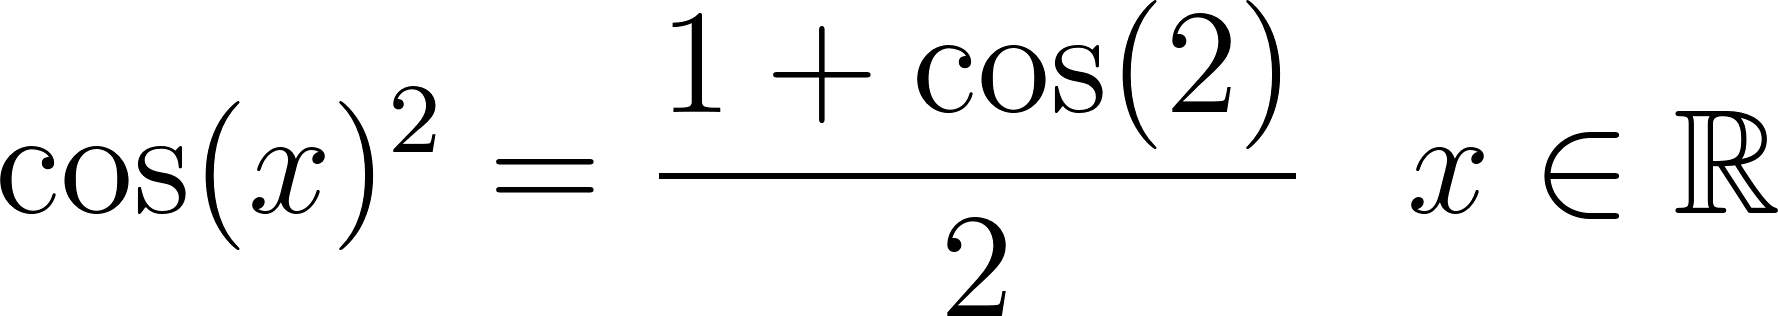 cos(x)² = (1 + cos(2))/2   x ∈ ℝ